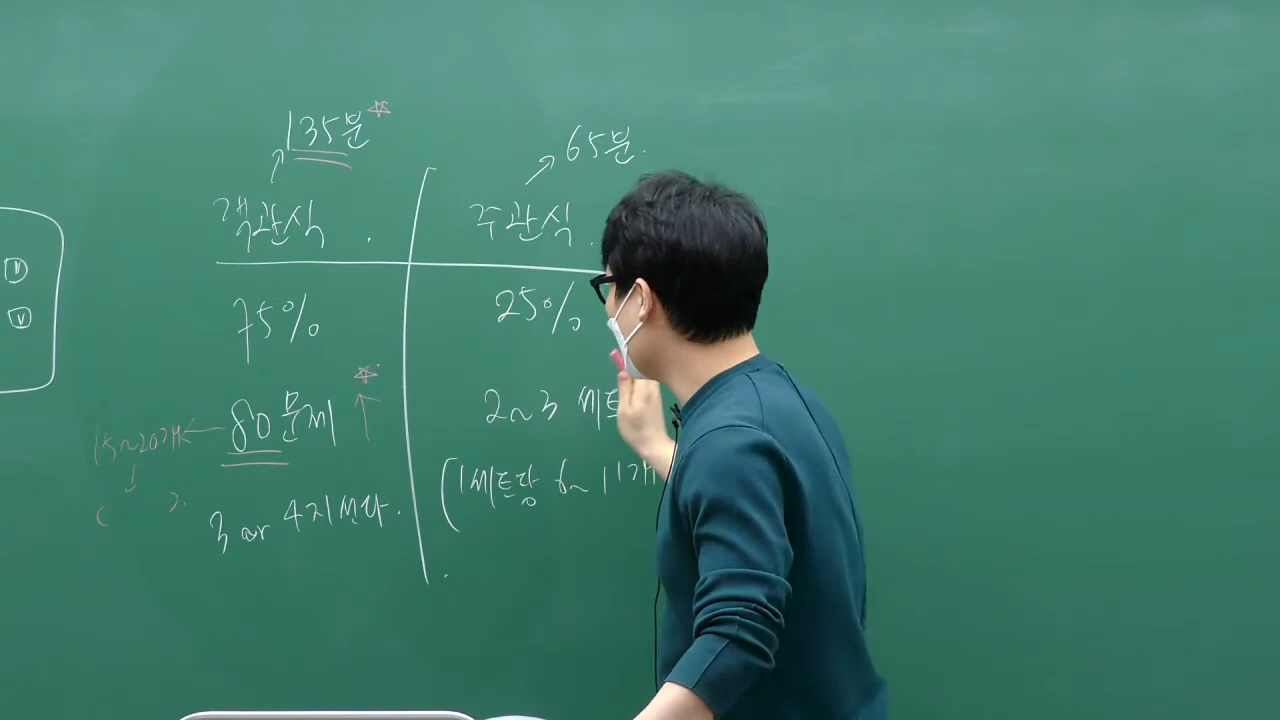 135분
65분.
객관식
주관식
75%
25%
80문제
2~3 세트
15~20개
(1세트당 6~11개
3 or 4지선다.